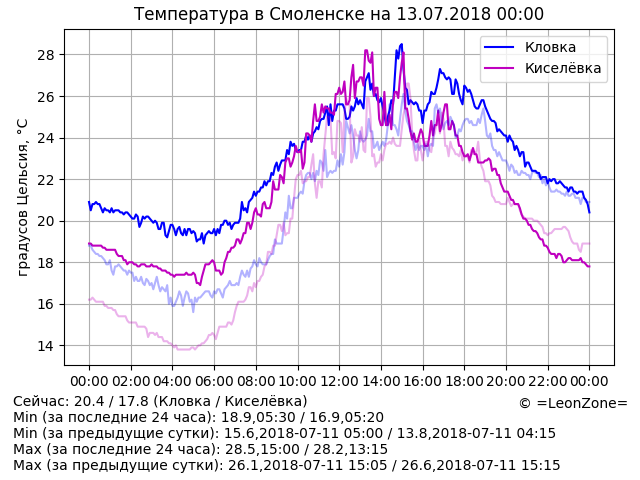 Температура в Смоленске на 13.07.2018 00:00
Кловка
Киселёвка
градусов Цельсия, °C
28
26
24
22
20
18
16
14
00:00 02:00 04:00 06:00 08:00 10:00 12:00 14:00 16:00 18:00 20:00 22:00 00:00
Сейчас: 20.4 / 17.8 (Кловка / Киселёвка)
© =LeonZone=
Min (за последние 24 часа): 18.9,05:30 / 16.9,05:20
Min (за предыдущие сутки): 15.6,2018-07-11 05:00 / 13.8,2018-07-11 04:15
Max (за последние 24 часа): 28.5,15:00 / 28.2,13:15
Max (за предыдущие сутки): 26.1,2018-07-11 15:05 / 26.6,2018-07-11 15:15